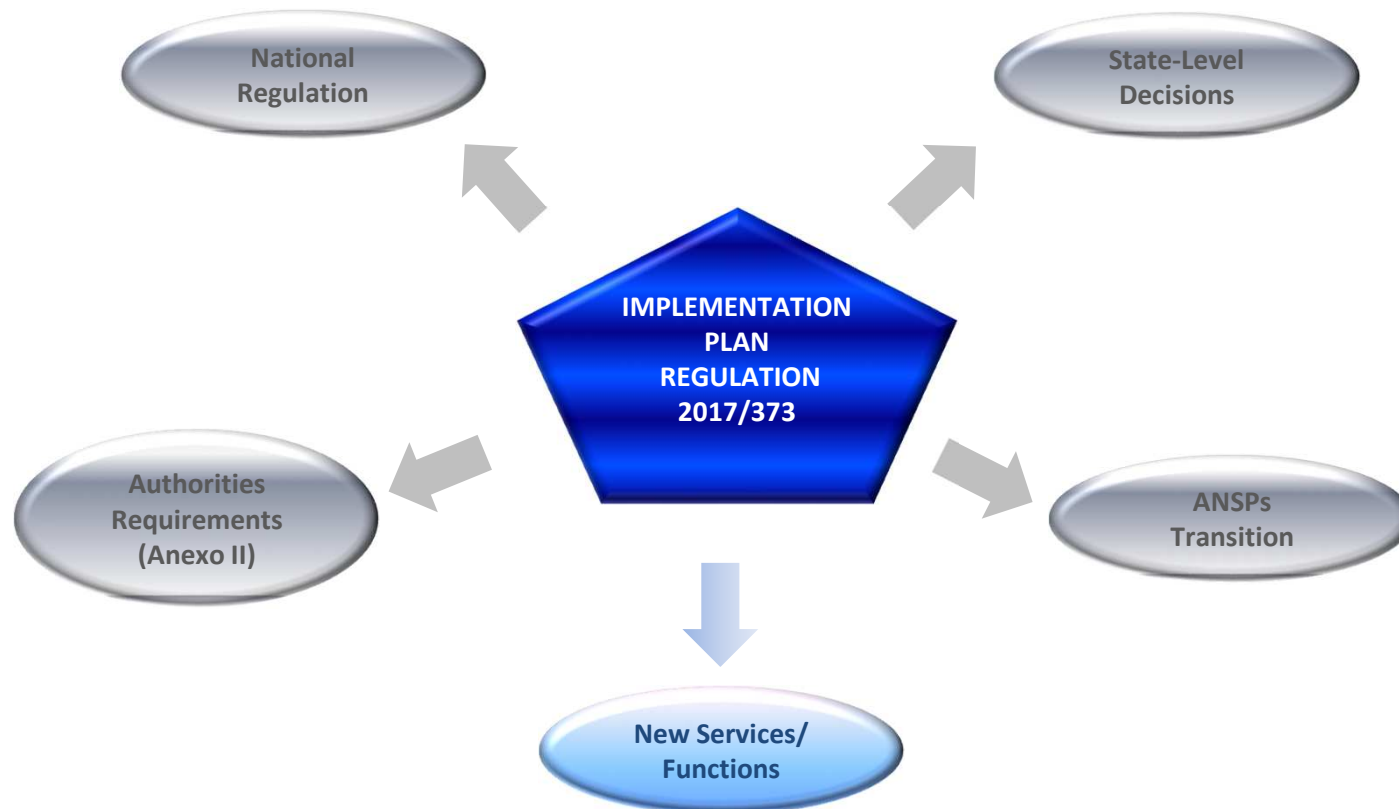 National
Regulation
State-Level
Decisions
IMPLEMENTATION
PLAN
REGULATION
2017/373
Authorities
Requirements
(Anexo II)
ANSPs
Transition
New Services/
Functions